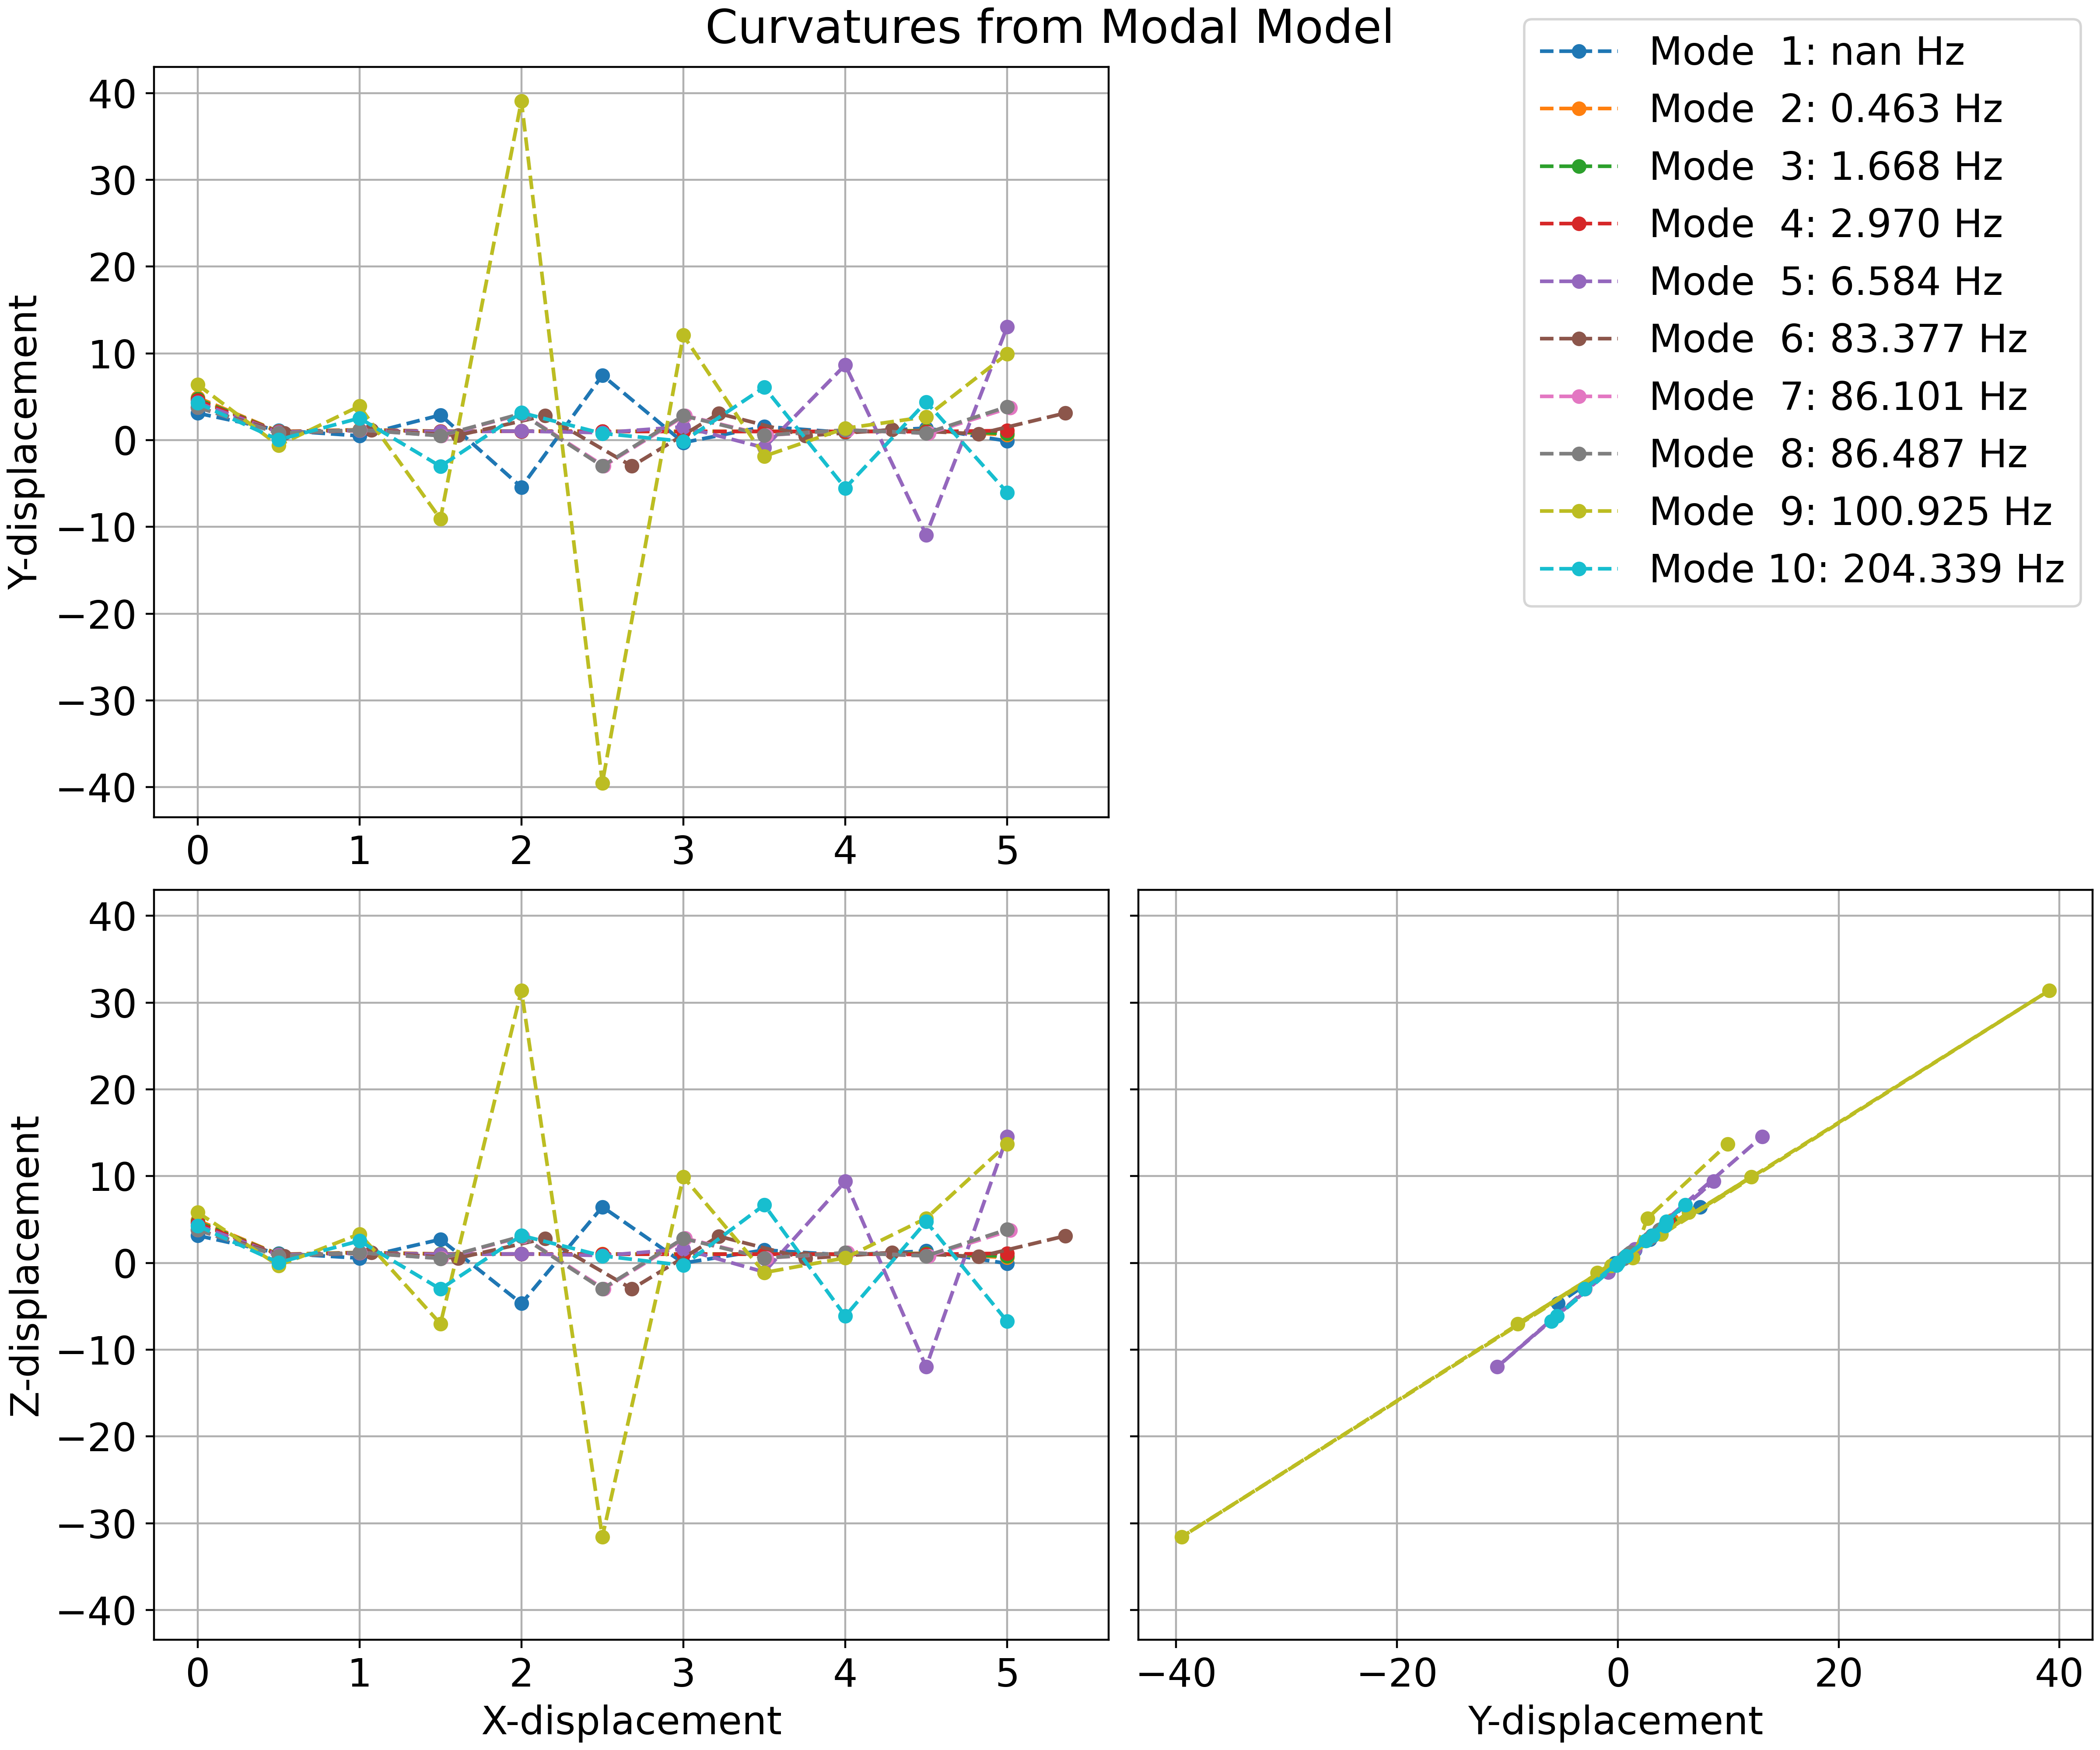 Curvatures from Modal Model
Mode  1: nan Hz
Mode  2: 0.463 Hz
Mode  3: 1.668 Hz
Mode  4: 2.970 Hz
Mode  5: 6.584 Hz
Mode  6: 83.377 Hz
Mode  7: 86.101 Hz
Mode  8: 86.487 Hz
Mode  9: 100.925 Hz
Mode 10: 204.339 Hz
Y-displacement
40
30
20
10
0
−10
−20
−30
−40
0 1 2 3 4 5
Z-displacement
40
30
20
10
0
−10
−20
−30
−40
0 1 2 3 4 5
X-displacement
−40 −20 0 20 40
Y-displacement